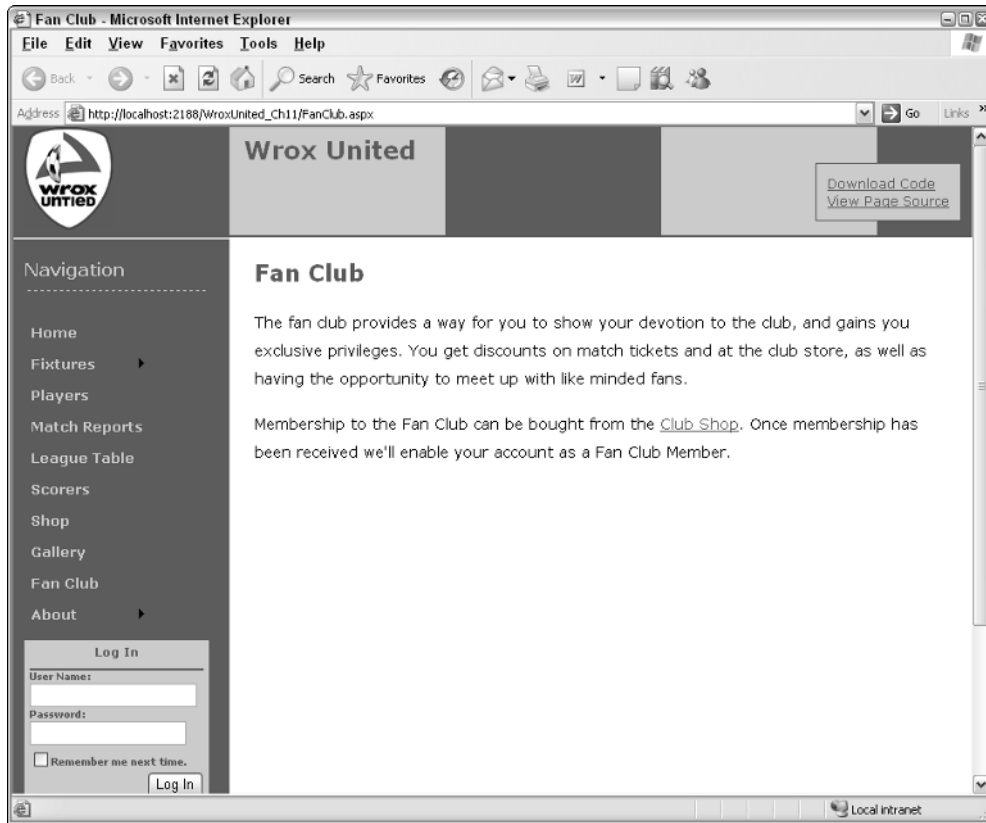 Fan Club - Microsoft Internet Explorer
File Edit View Favorites Tools Help
Back Search Favorites
Address http://localhost:2188/WroxUnited_Ch11/FanClub.aspx Go Links »
wrox
UNTIED
Wrox United
Download Code
View Page Source
Navigation
Home
Fixtures
Players
Match Reports
League Table
Scorers
Shop
Gallery
Fan Club
About
Log In
User Name:
Password:
Remember me next time.
Log In
Fan Club
The fan club provides a way for you to show your devotion to the club, and gains you
exclusive privileges. You get discounts on match tickets and at the club store, as well as
having the opportunity to meet up with like minded fans.
Membership to the Fan Club can be bought from the Club Shop. Once membership has
been received we'll enable your account as a Fan Club Member.
Local intranet